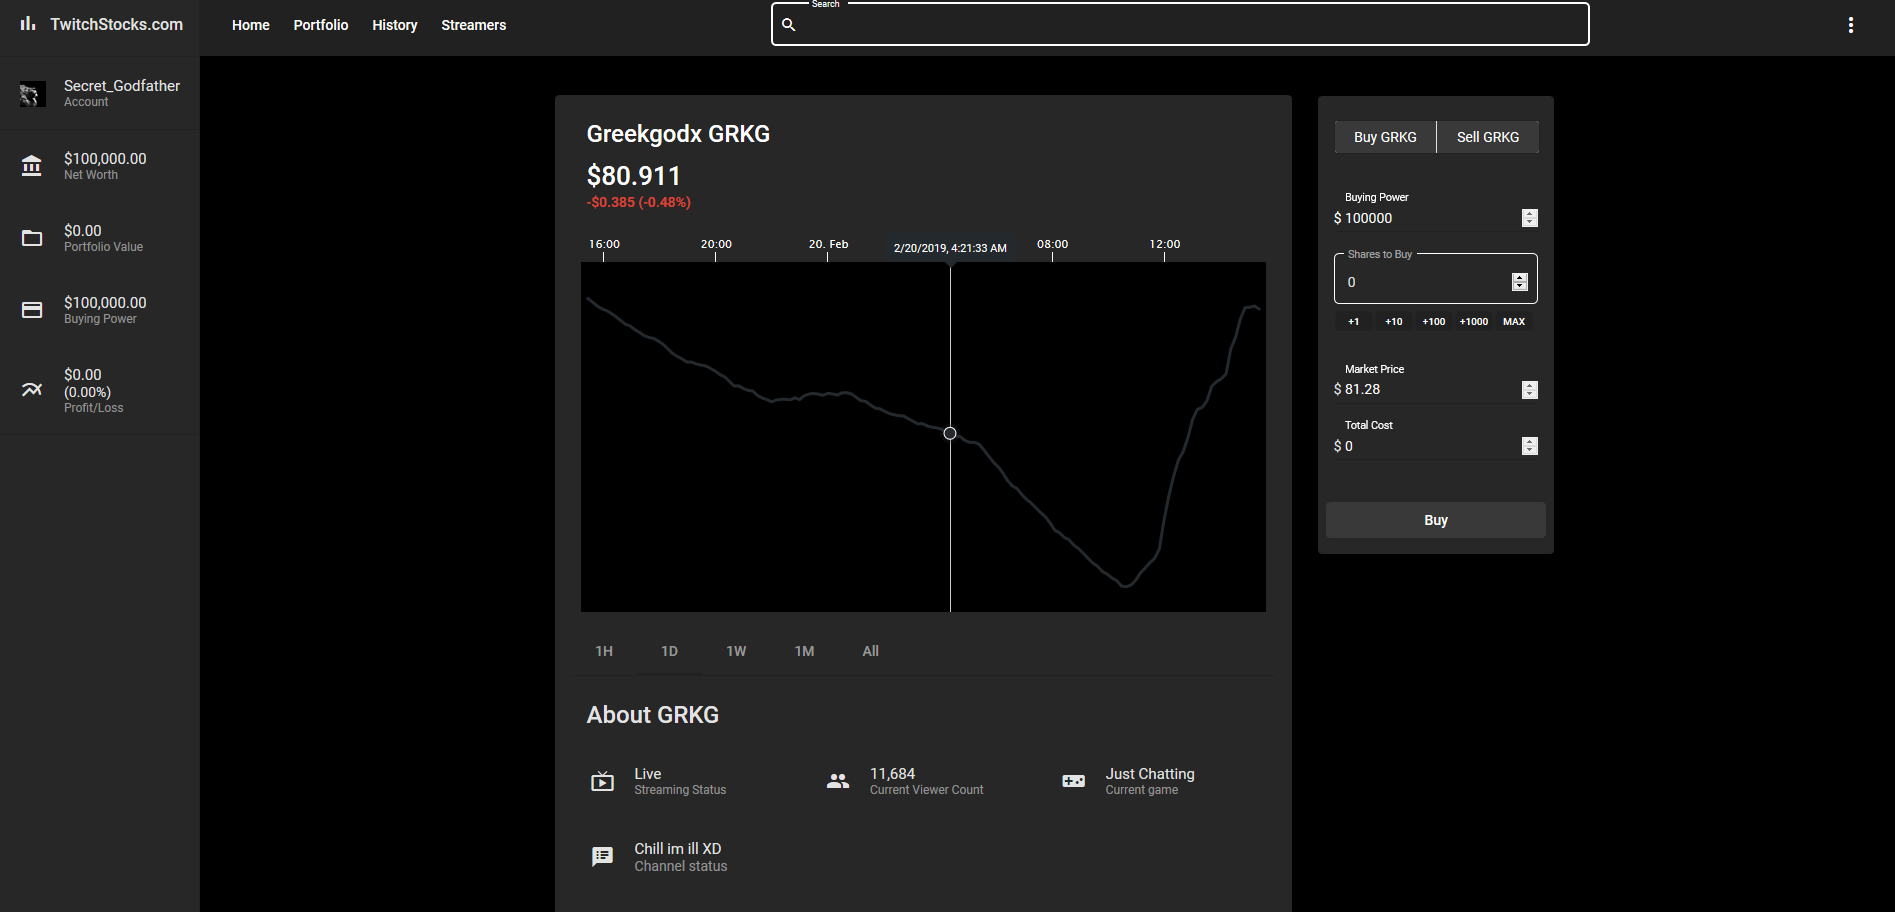 TwitchStocks.com
Home Portfolio History Streamers
Search
Secret_Godfather
Account
$100,000.00
Net Worth
$0.00
Portfolio Value
$100,000.00
Buying Power
$0.00
(0.00%)
Profit/Loss
Greekgodx GRKG
$80.911
-$0.385 (-0.48%)
16:00 20:00 20. Feb 2/20/2019, 4:21:33 AM 08:00 12:00
1H 1D 1W 1M All
About GRKG
Live
Streaming Status
11,684
Current Viewer Count
Just Chatting
Current game
Chill im ill XD
Channel status
Buy GRKG Sell GRKG
Buying Power
$ 100000
Shares to Buy
0
+1 +10 +100 +1000 MAX
Market Price
$ 81.28
Total Cost
$ 0
Buy